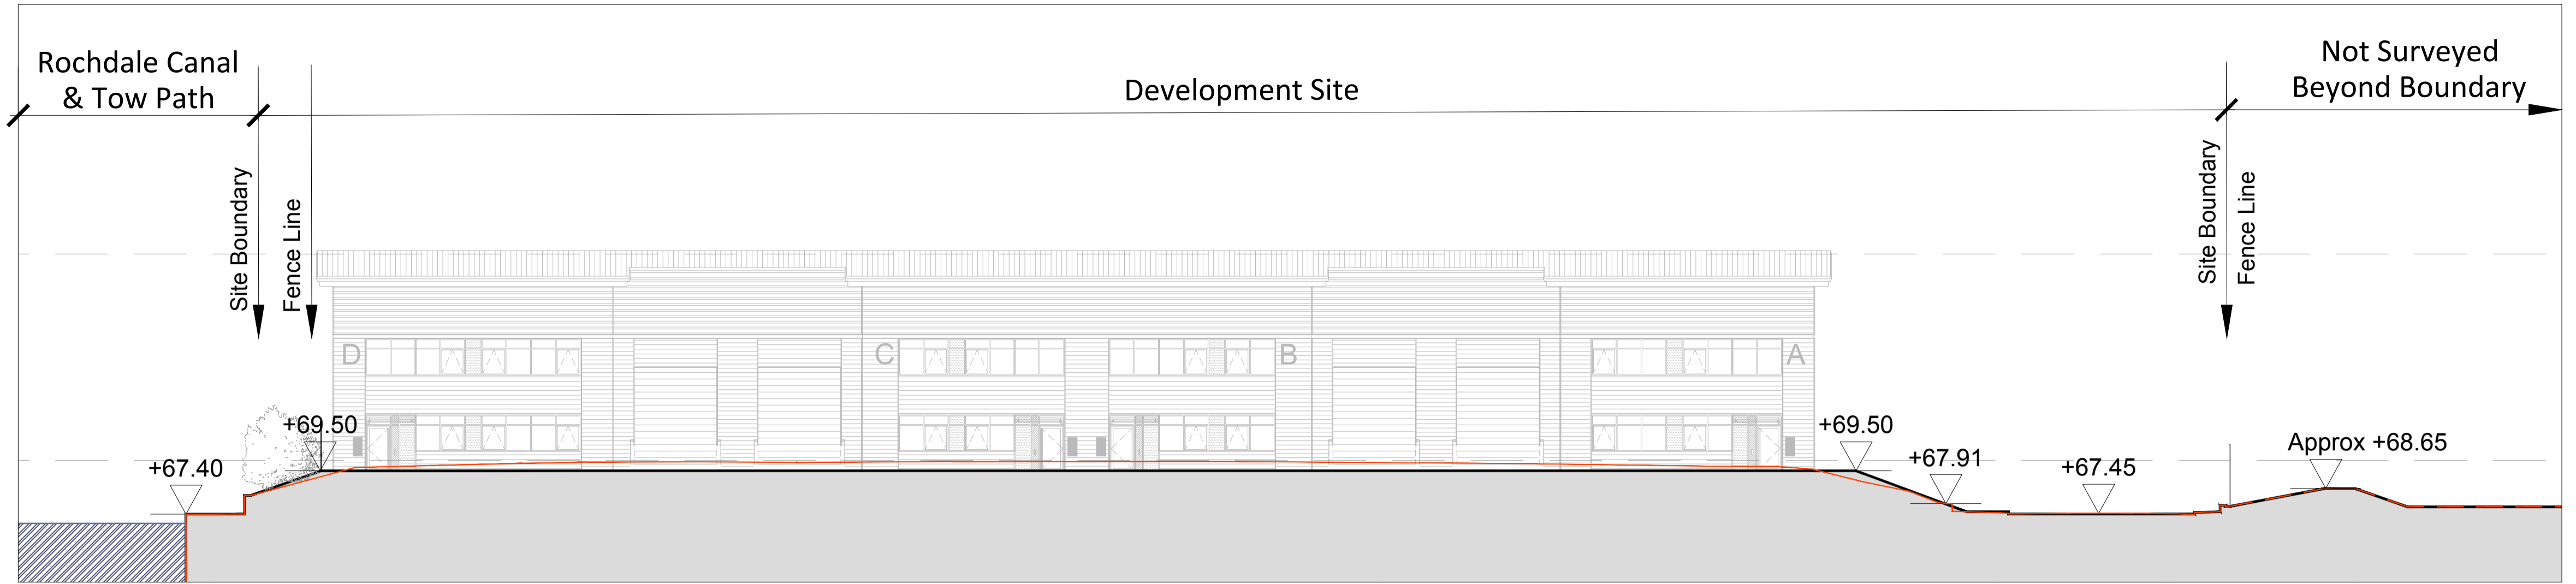 Rochdale Canal
& Tow Path
Development Site
Not Surveyed
Beyond Boundary
Site Boundary
Fence Line
Site Boundary
Fence Line
D
C
B
A
+67.40
+69.50
+69.50
+67.91
+67.45
Approx +68.65